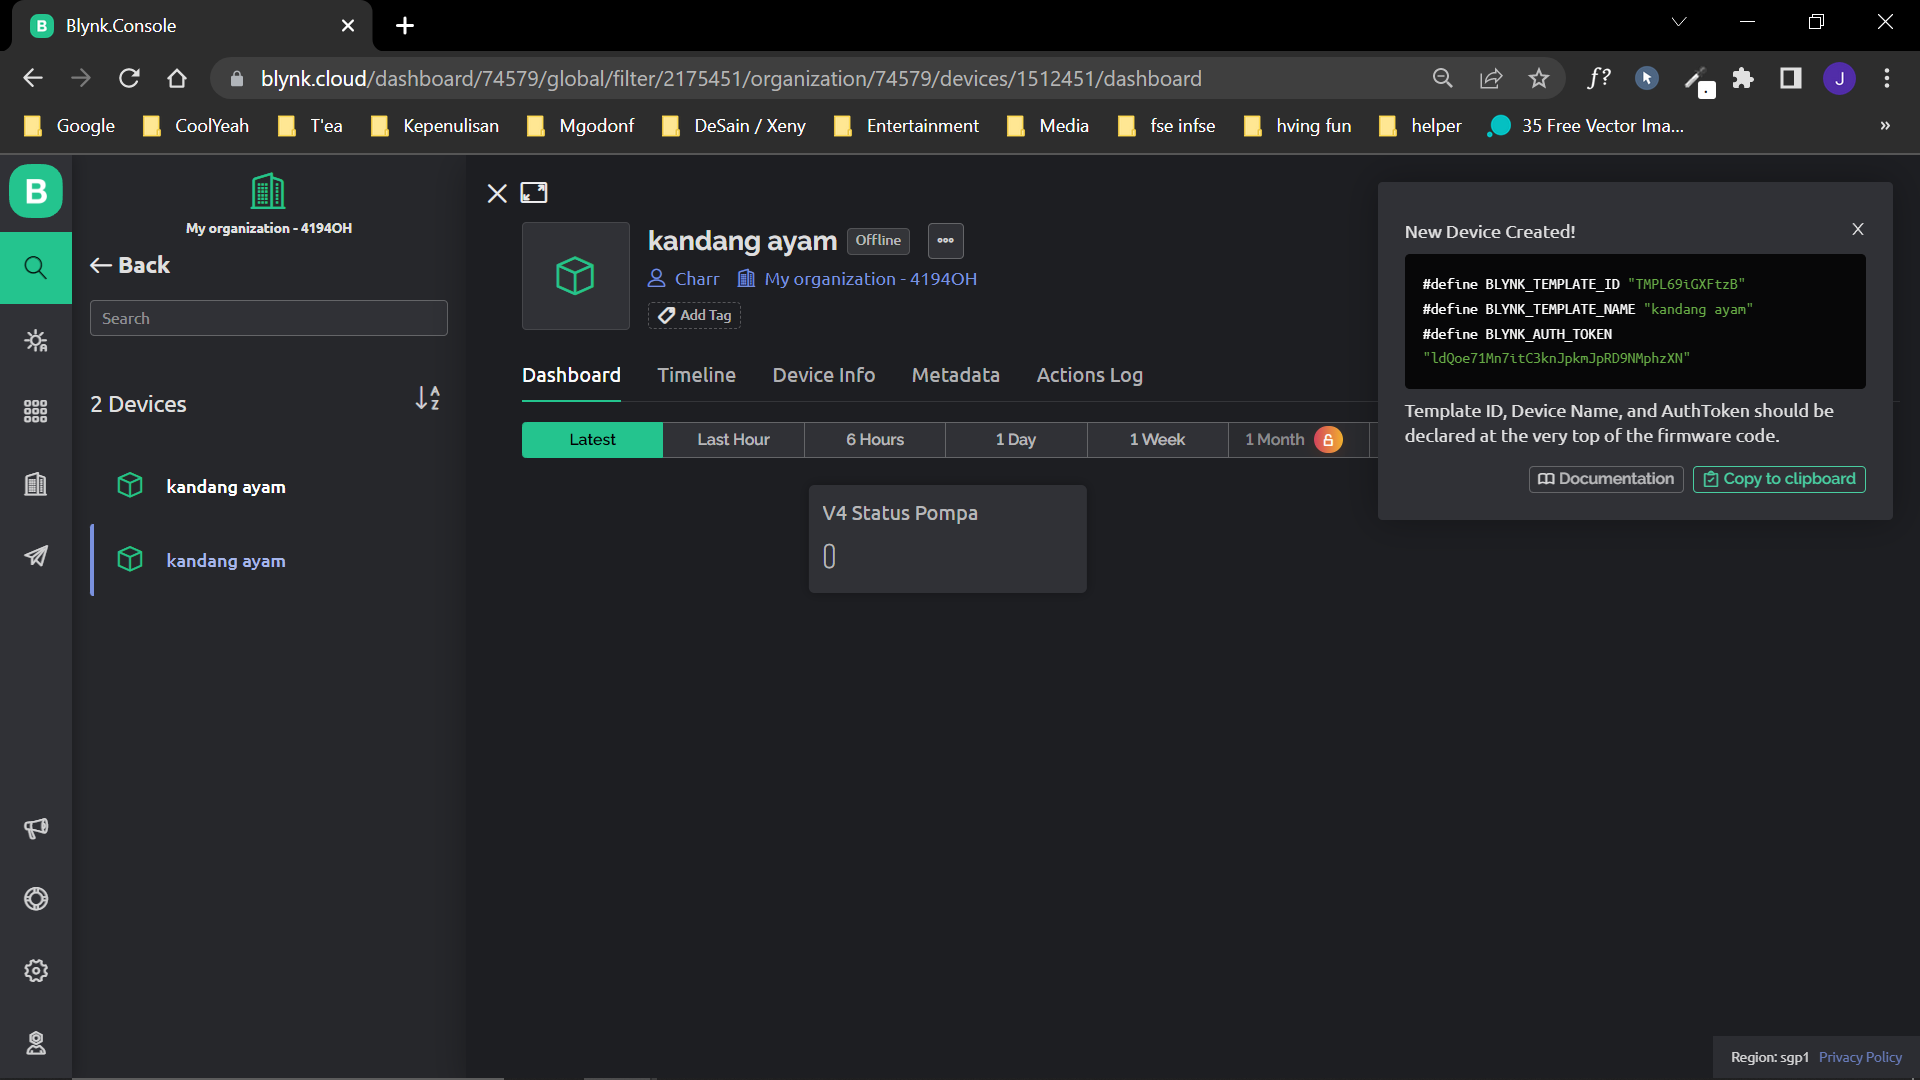 B Blynk.Console
blynk.cloud/dashboard/74579/global/filter/2175451/organization/74579/devices/1512451/dashboard
f?
J
Google
CoolYeah
T'ea
Kepenulisan
Mgodonf
DeSain / Xeny
Entertainment
Media
fse infse
hving fun
helper
35 Free Vector Ima...
»
B
My organization - 4194OH
Back
Search
2 Devices
A
Z
kandang ayam
kandang ayam
kandang ayam
Offline
Charr
My organization - 4194OH
Add Tag
Dashboard
Timeline
Device Info
Metadata
Actions Log
Latest
Last Hour
6 Hours
1 Day
1 Week
1 Month
V4 Status Pompa
0
New Device Created!
X
#define BLYNK_TEMPLATE_ID "TMPL69iGXFtzB"
#define BLYNK_TEMPLATE_NAME "kandang ayam"
#define BLYNK_AUTH_TOKEN
"ldQoe71Mn7itC3knJpkmJpRD9NMphzXN"
Template ID, Device Name, and AuthToken should be
declared at the very top of the firmware code.
Documentation
Copy to clipboard
Region: sgp1 Privacy Policy